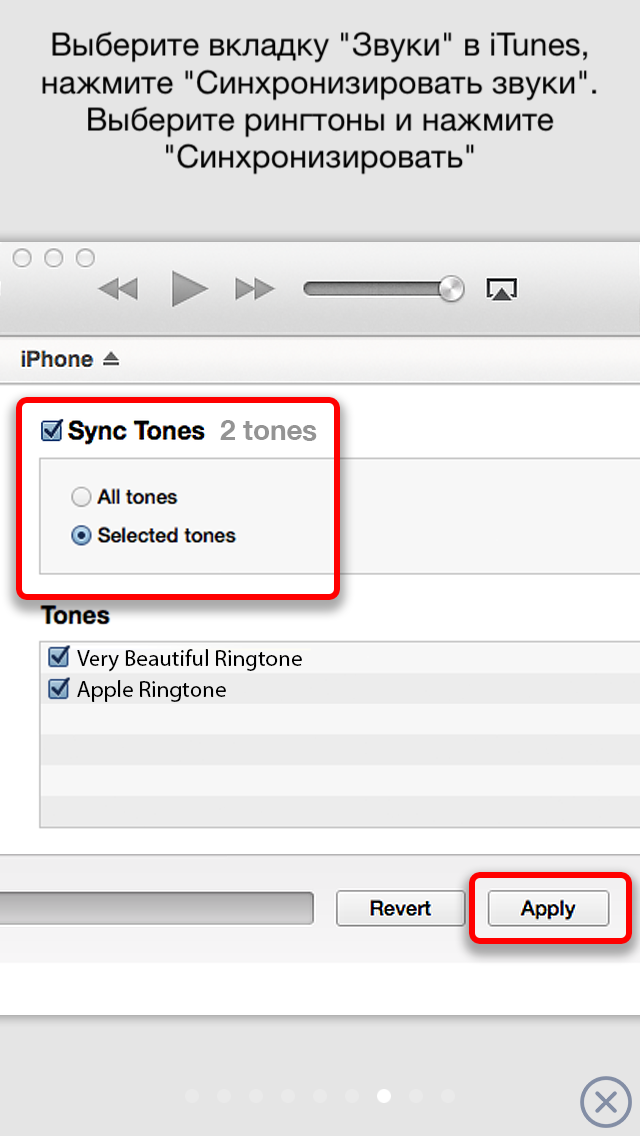 Выберите вкладку "Звуки" в iTunes,
нажмите "Синхронизировать звуки".
Выберите рингтоны и нажмите
"Синхронизировать"
iPhone
Sync Tones 2 tones
All tones
Selected tones
Tones
Very Beautiful Ringtone
Apple Ringtone
Revert Apply